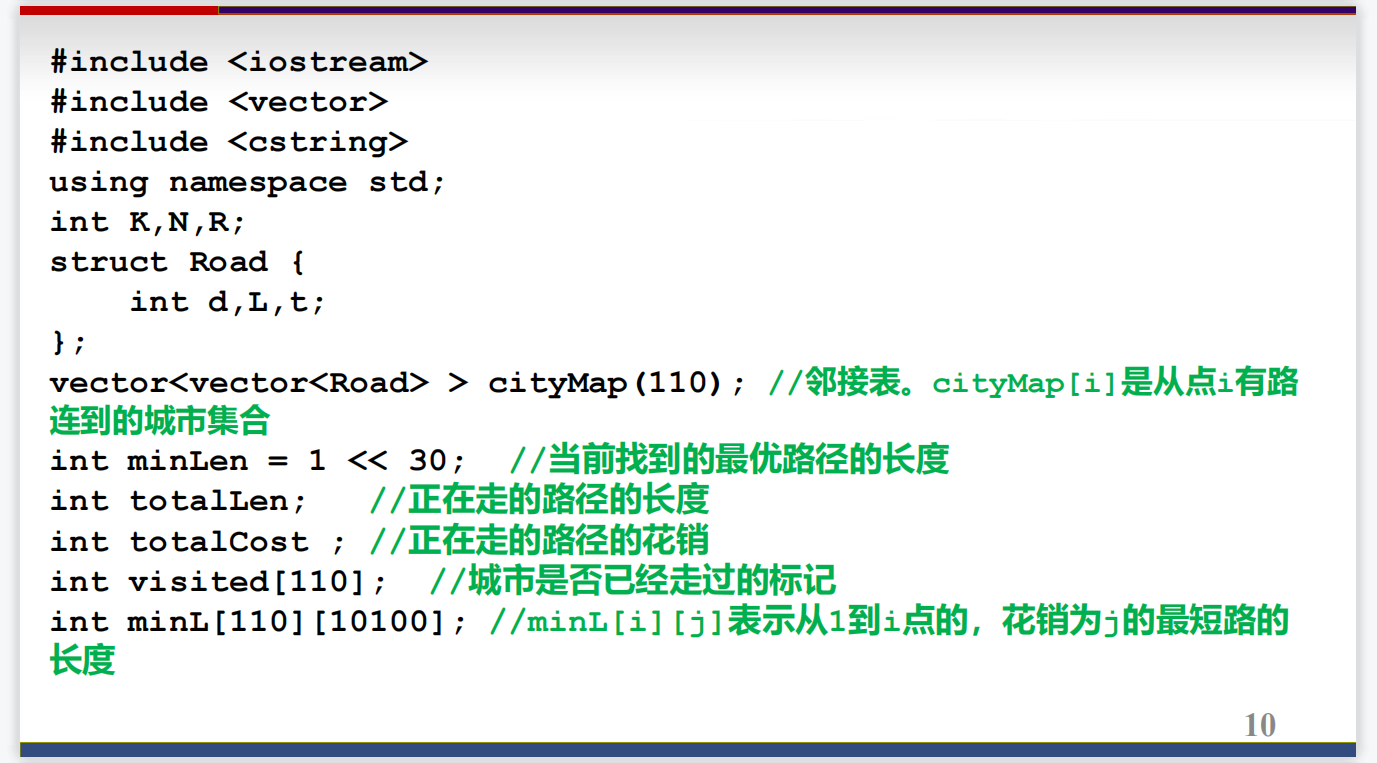 #include <iostream>
#include <vector>
#include <cstring>
using namespace std;
int K,N,R;
struct Road {
    int d,L,t;
};
vector<vector<Road> > cityMap(110); //邻接表。cityMap[i]是从点i有路
连到的城市集合
int minLen = 1 << 30;  //当前找到的最优路径的长度
int totalLen;   //正在走的路径的长度
int totalCost ; //正在走的路径的花销
int visited[110];  //城市是否已经走过的标记
int minL[110][10100]; //minL[i][j]表示从1到i点的，花销为j的最短路的
长度
10